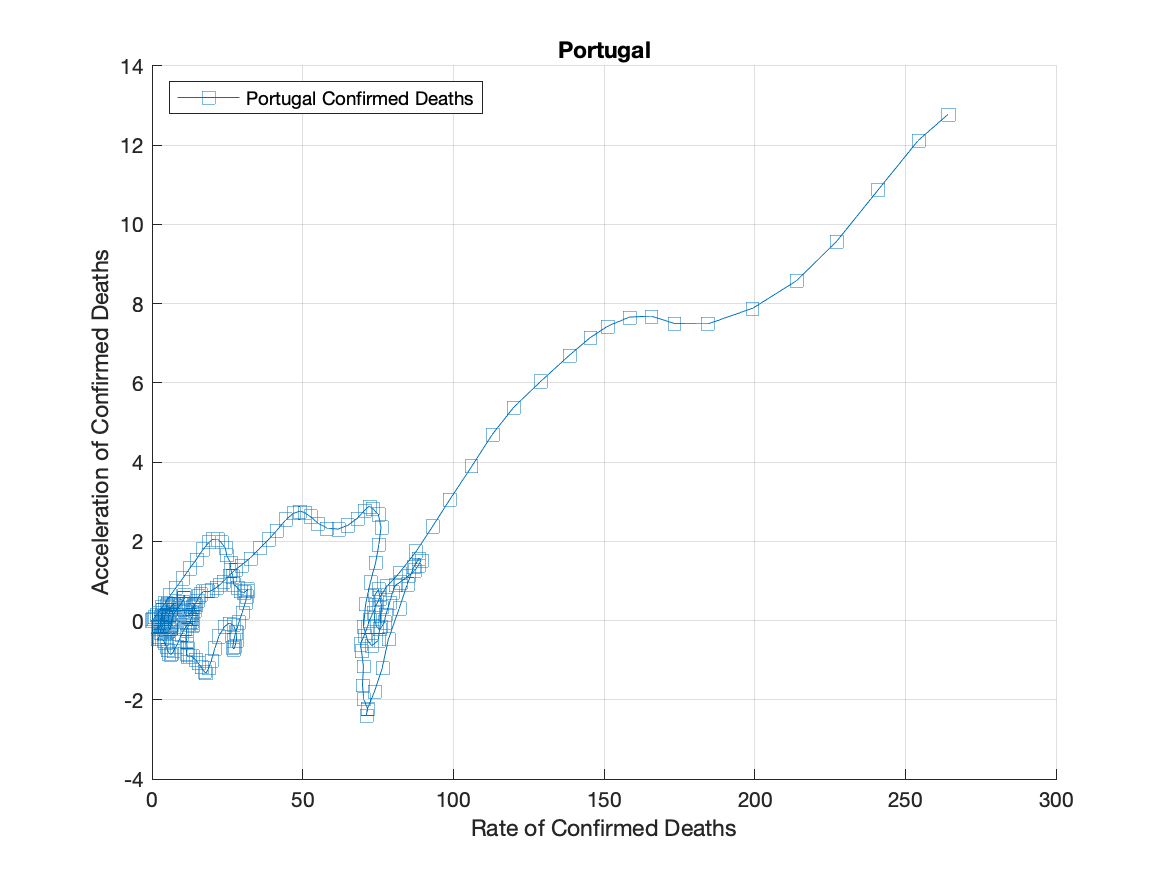 Portugal
Portugal Confirmed Deaths
14
12
10
8
6
4
2
0
-2
-4
Acceleration of Confirmed Deaths
0 50 100 150 200 250 300
Rate of Confirmed Deaths